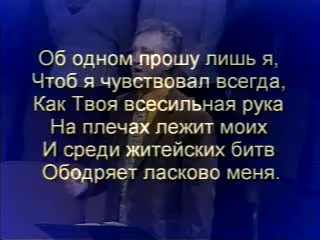 Об одном прошу лишь я,
Чтоб я чувствовал всегда,
Как Твоя всесильная рука
На плечах лежит моих
И среди житейских битв
Ободряет ласково меня.